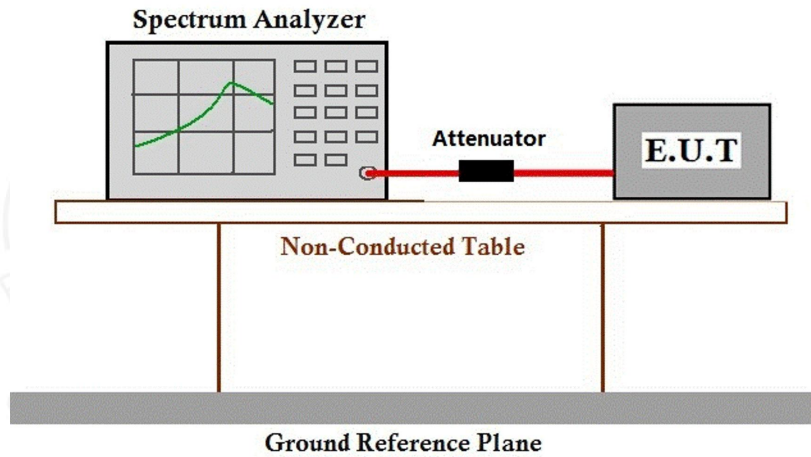 Spectrum Analyzer
Attenuator
E.U.T
Non-Conducted Table
Ground Reference Plane